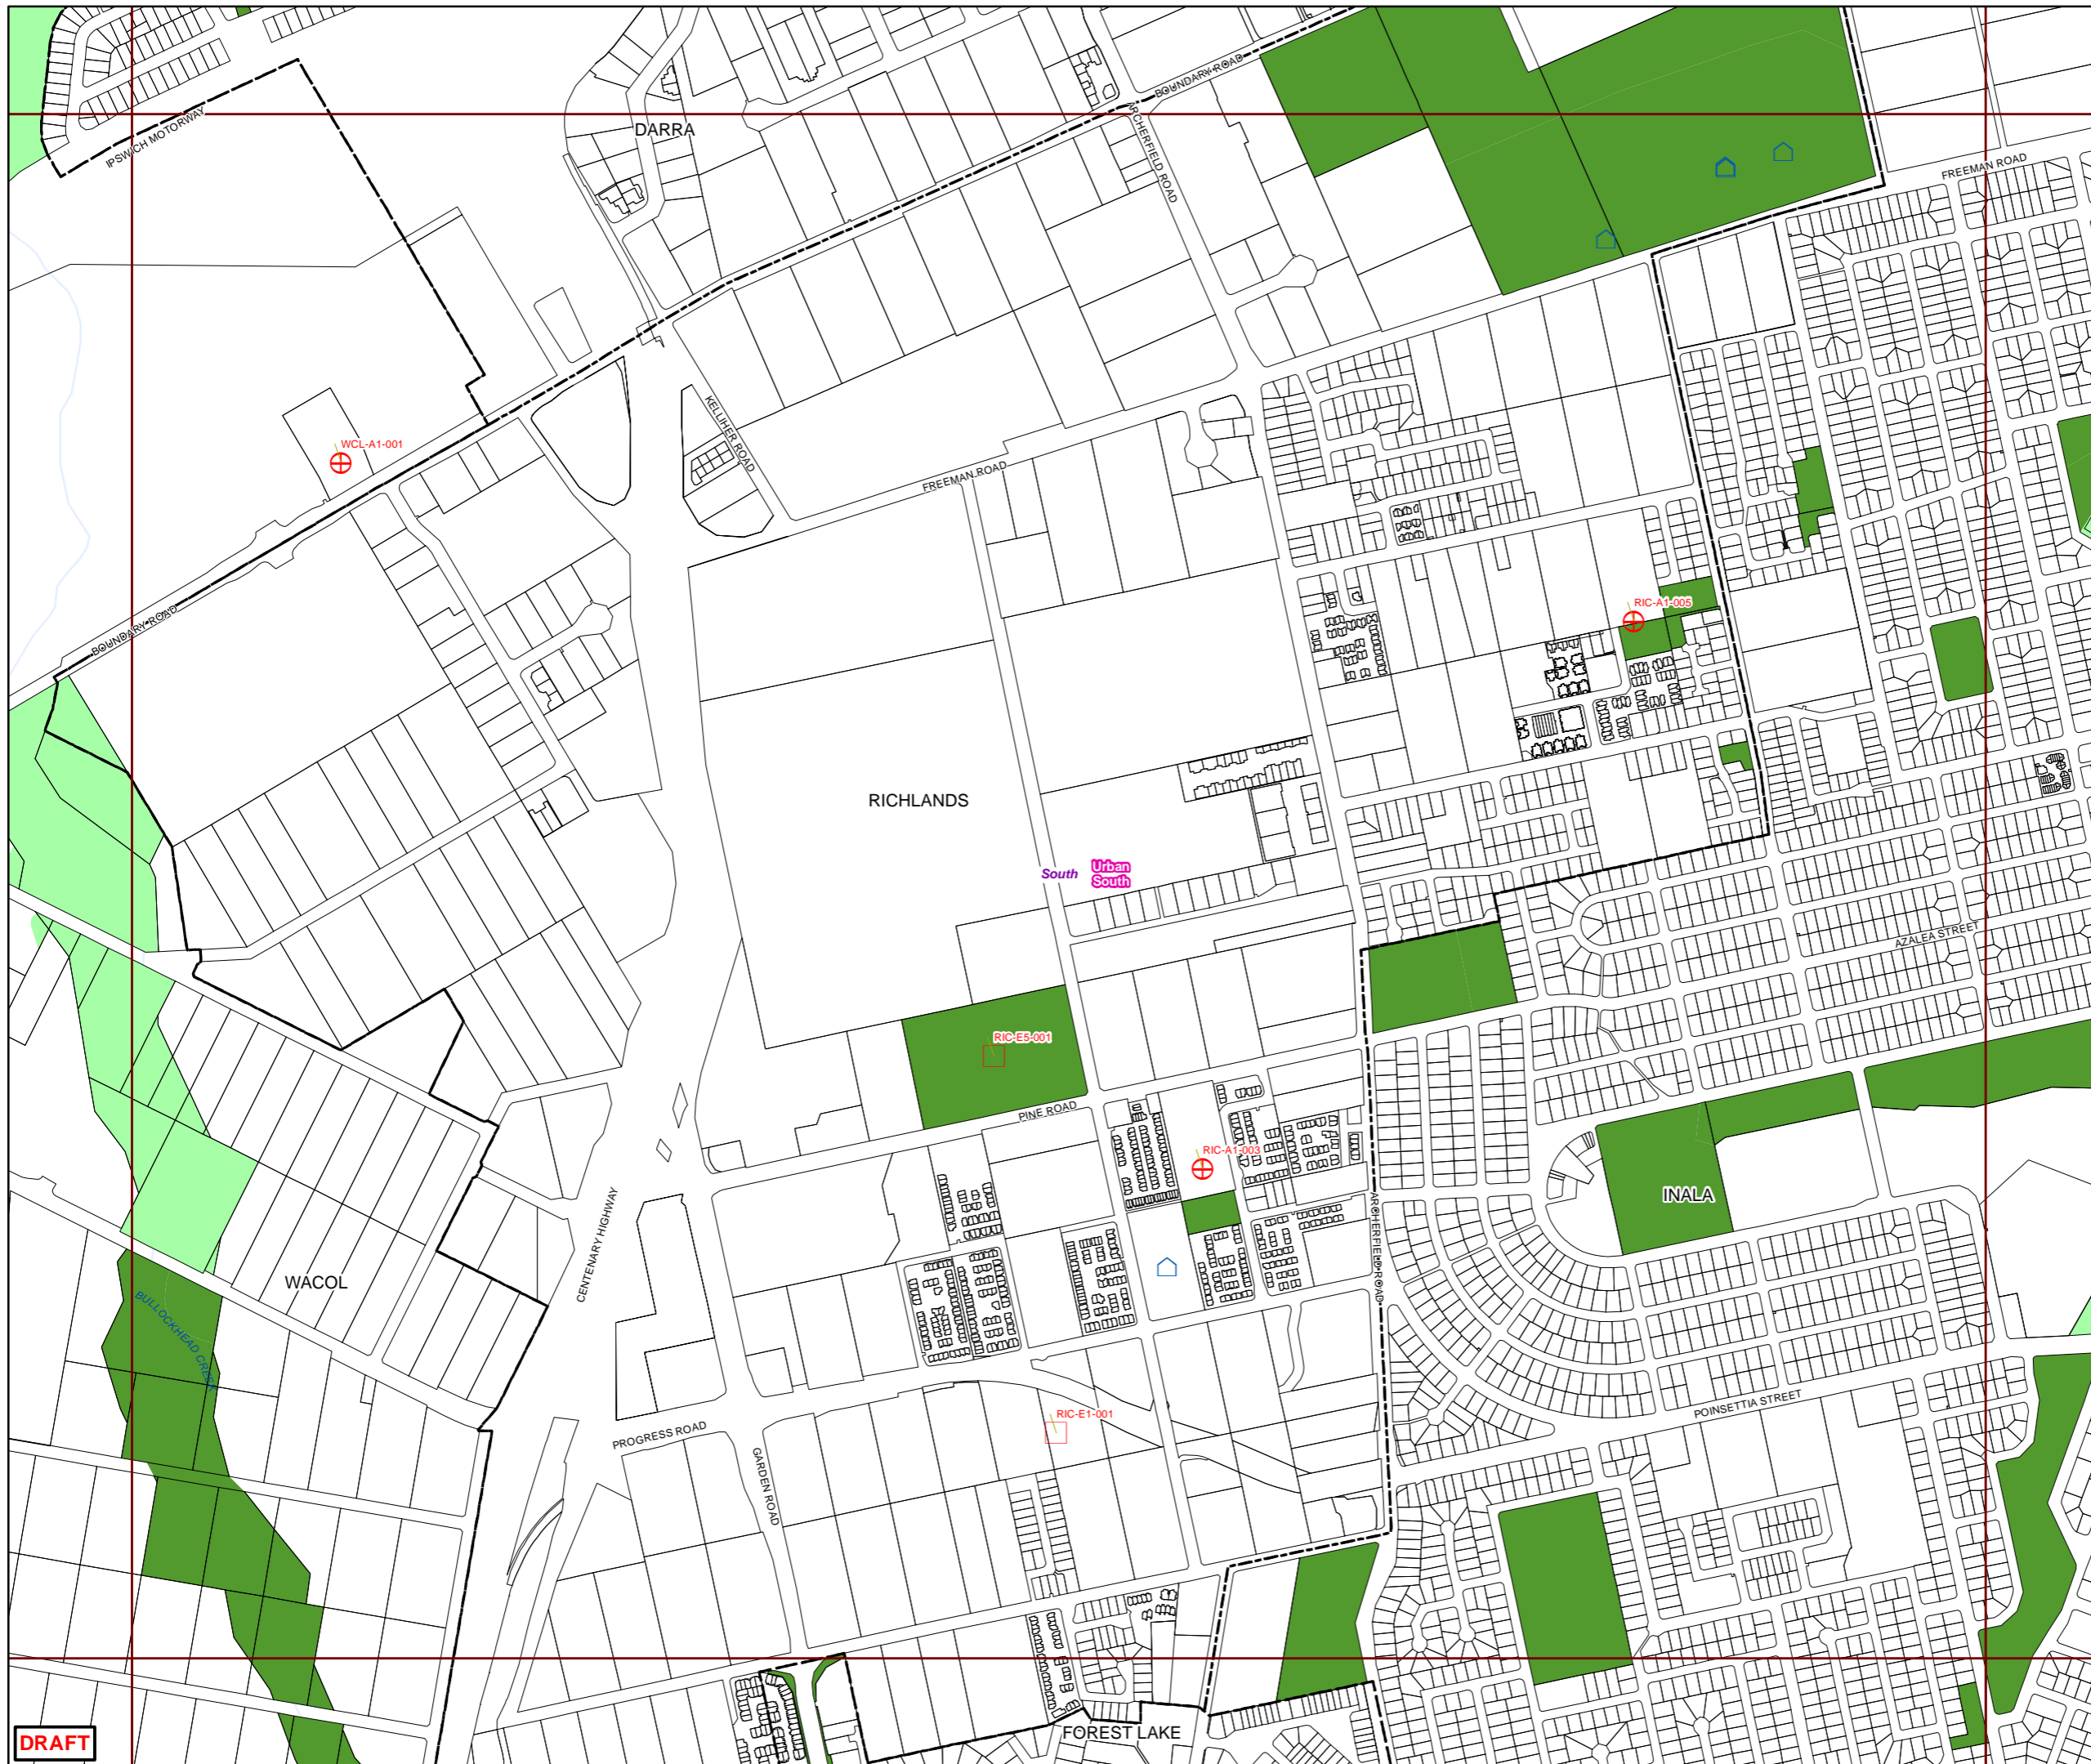 BOUNDARY ROAD
IPSWICH MOTORWAY
DARRA
ARCHERFIELD ROAD
FREEMAN ROAD
WCL-A1-001
KELLIHER ROAD
FREEMAN ROAD
BOUNDARY ROAD
RIC-A1-005
RICHLANDS
South
Urban
South
AZALEA STREET
RIC-E5-001
PINE ROAD
RIC-A1-003
INALA
ARCHERFIELD ROAD
CENTENARY HIGHWAY
WACOL
BULLOCKHEAD CREEK
POINSETTIA STREET
RIC-E1-001
PROGRESS ROAD
GARDEN ROAD
FOREST LAKE
DRAFT